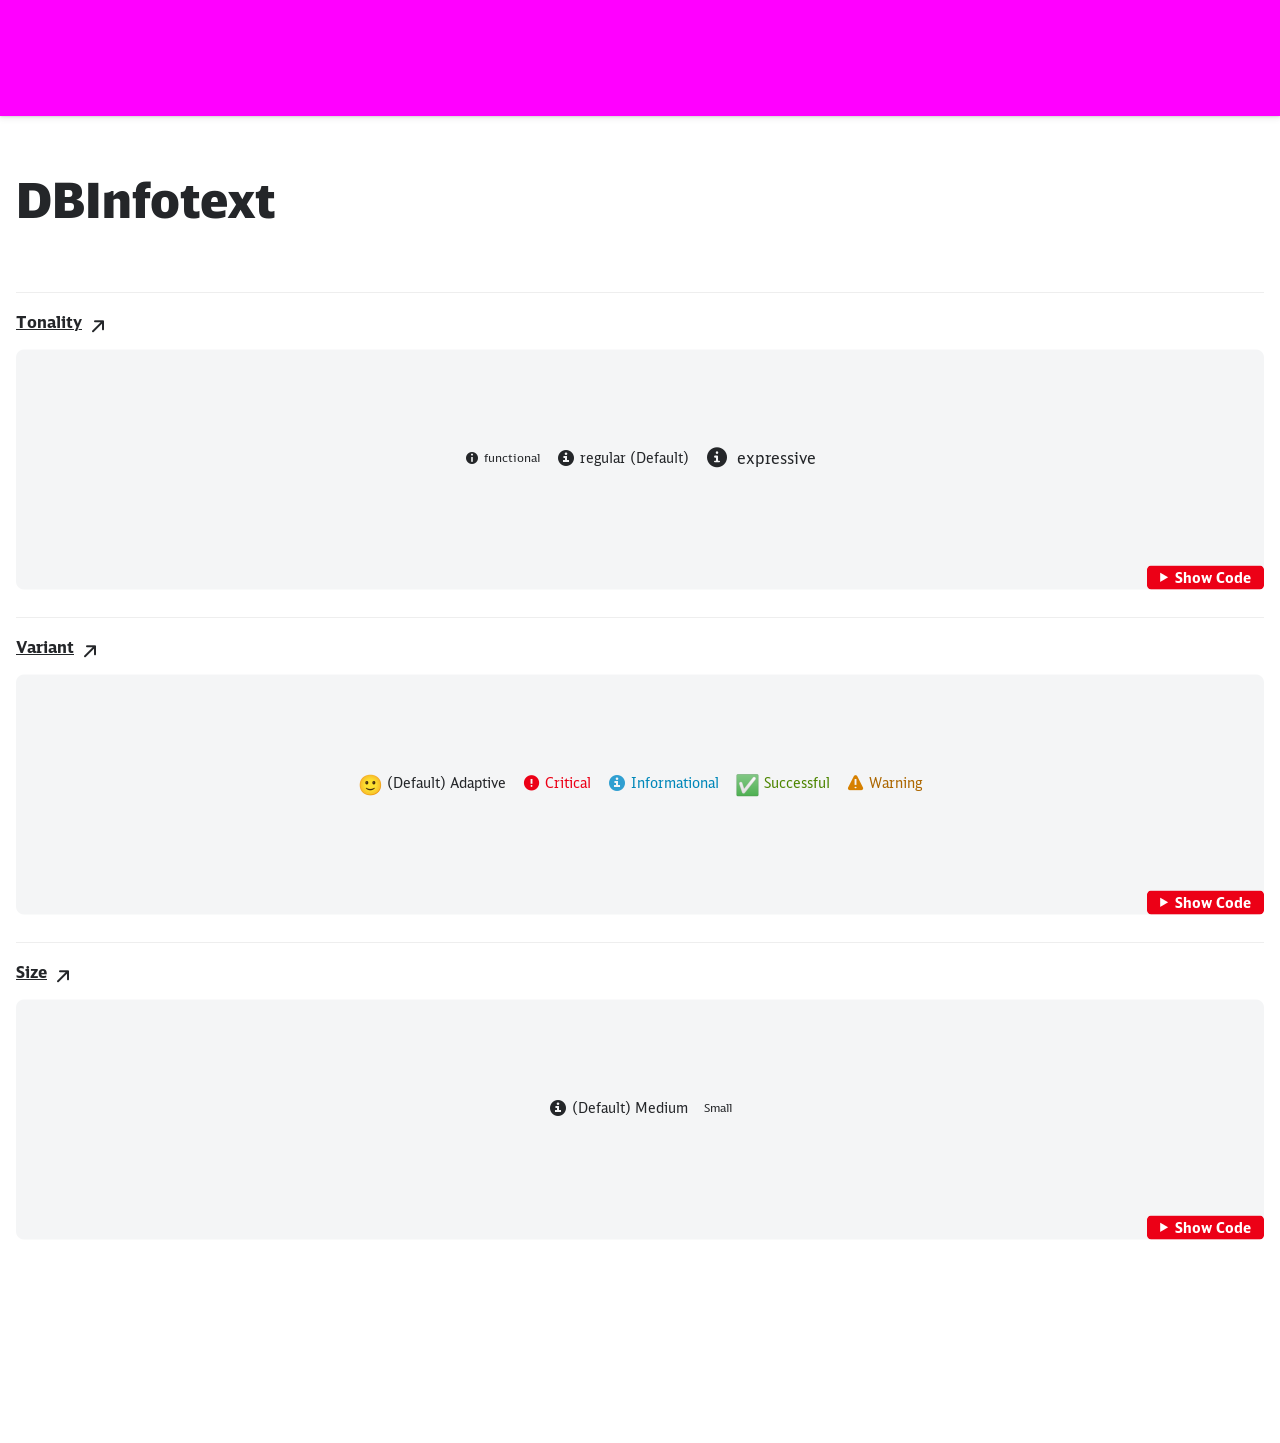 DBInfotext
Tonality
functional regular (Default) expressive
Show Code
Variant
🙂 (Default) Adaptive Critical Informational ✅ Successful Warning
Show Code
Size
(Default) Medium Small
Show Code